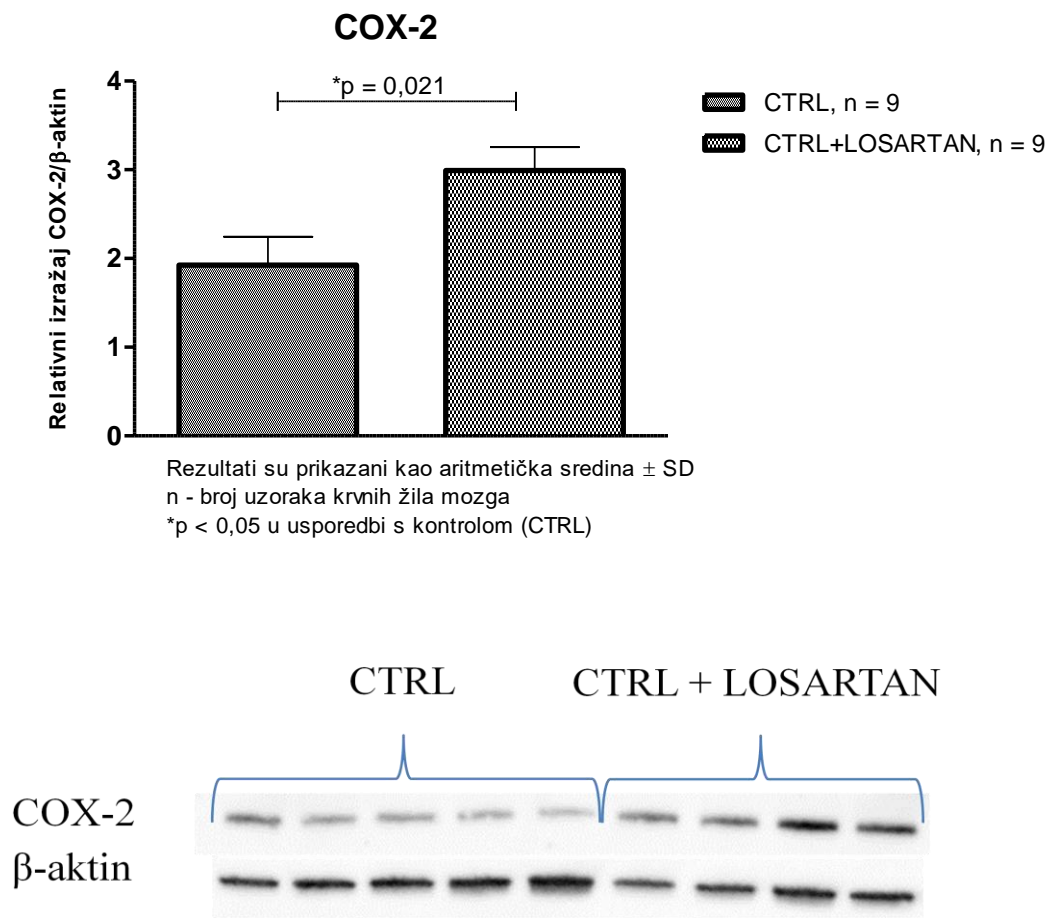 COX-2
*p = 0,021
Relativni izražaj COX-2/β-aktin
4
3
2
1
0
CTRL, n = 9
CTRL+LOSARTAN, n = 9
Rezultati su prikazani kao aritmetička sredina ± SD
n - broj uzoraka krvnih žila mozga
*p < 0,05 u usporedbi s kontrolom (CTRL)
CTRL
CTRL + LOSARTAN
COX-2
β-aktin